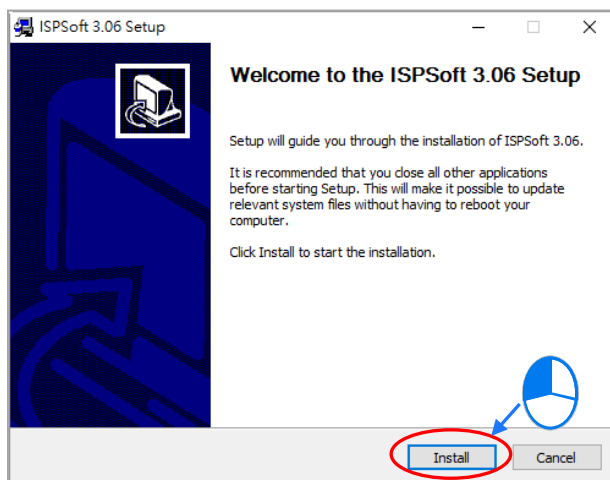 ISPSoft 3.06 Setup
Welcome to the ISPSoft 3.06 Setup
Setup will guide you through the installation of ISPSoft 3.06.
It is recommended that you close all other applications
before starting Setup. This will make it possible to update
relevant system files without having to reboot your
computer.
Click Install to start the installation.
Install Cancel